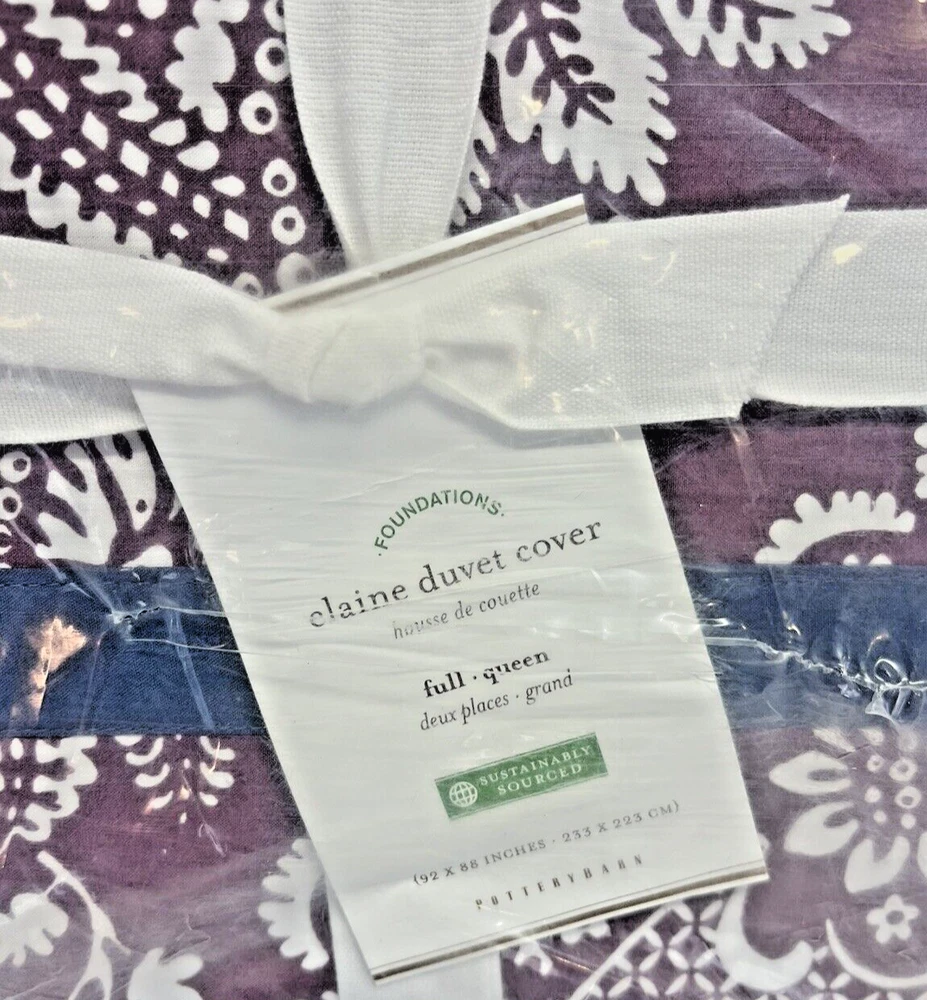 ·FOUNDATIONS·
claine duvet cover
housse de couette
full · queen
deux places · grand
SUSTAINABLY
SOURCED
(92 X 88 INCHES · 233 X 223 CM)
POTTERYBARN